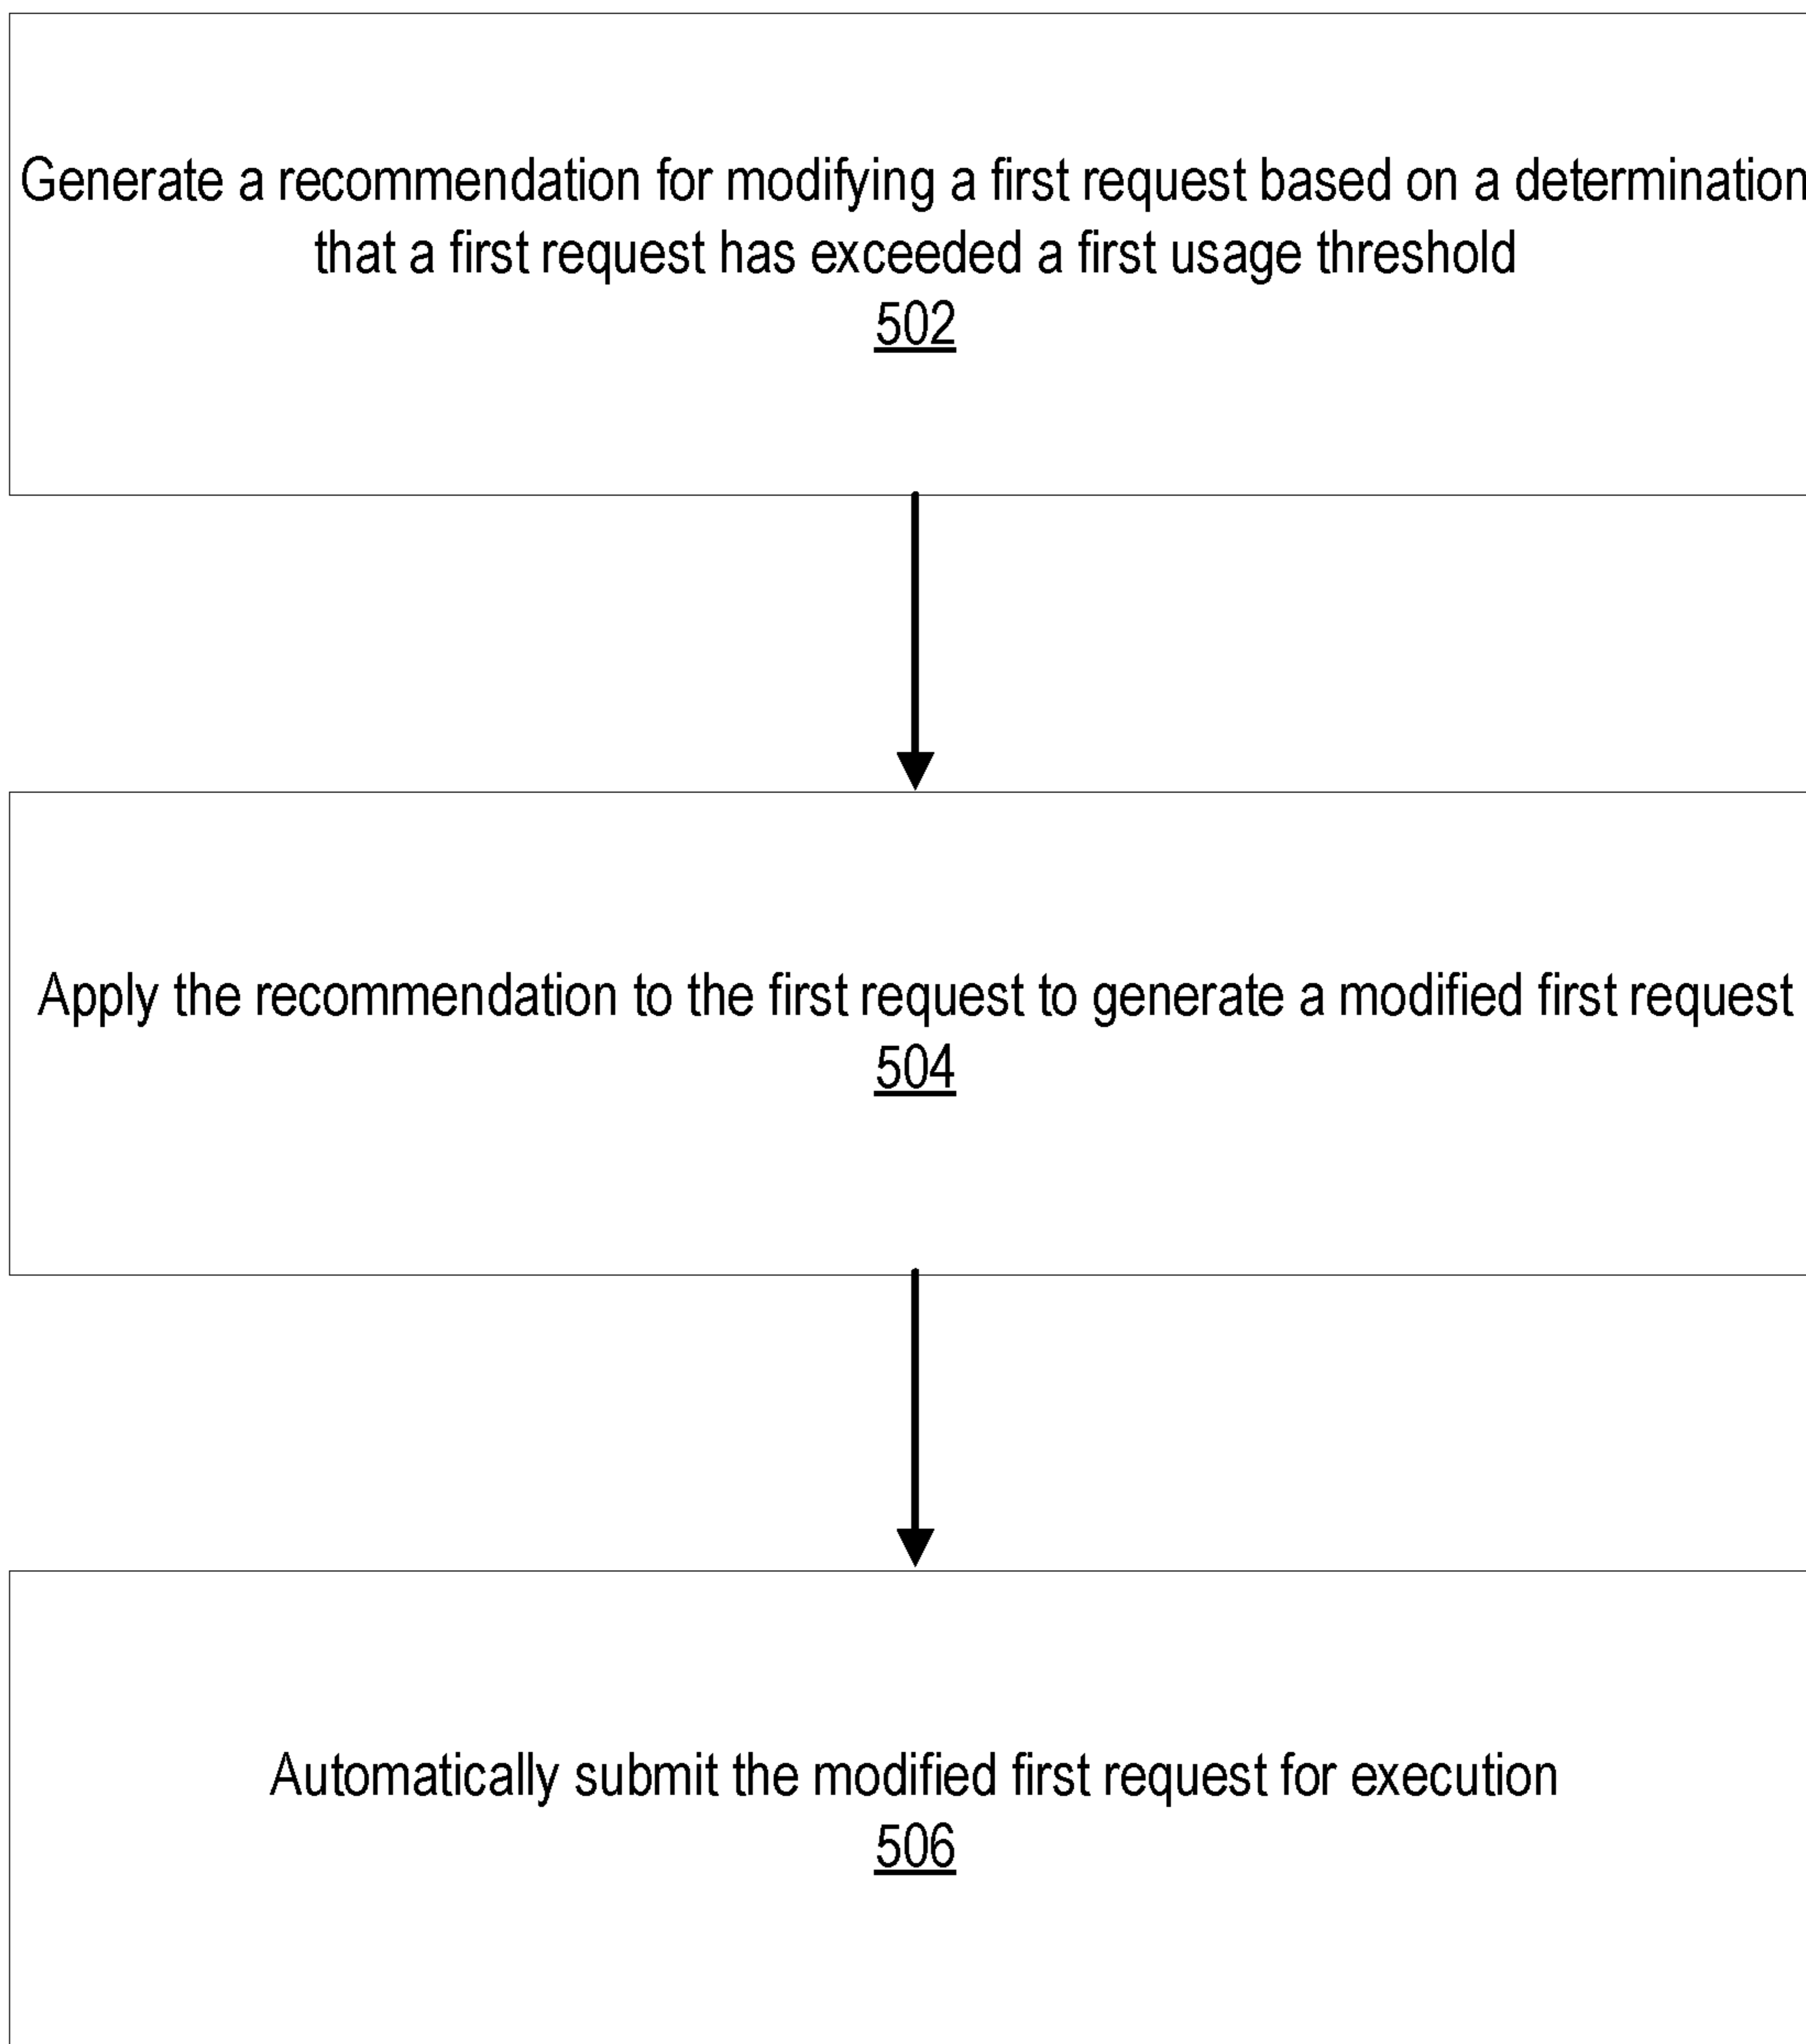 Generate a recommendation for modifying a first request based on a determination
that a first request has exceeded a first usage threshold
502
Apply the recommendation to the first request to generate a modified first request
504
Automatically submit the modified first request for execution
506